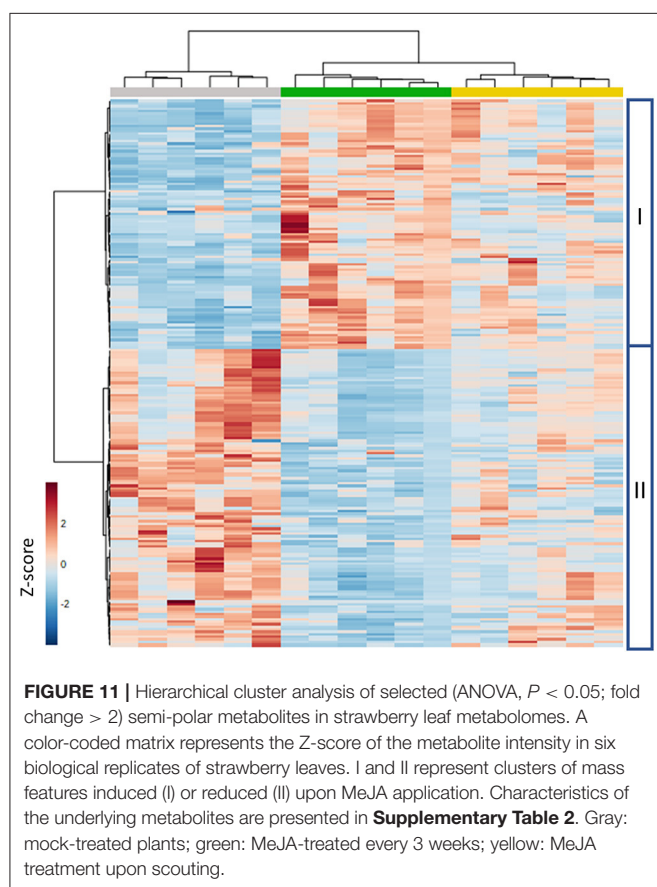 I
II
Z-score
2
0
-2
FIGURE 11 | Hierarchical cluster analysis of selected (ANOVA, P < 0.05; fold
change > 2) semi-polar metabolites in strawberry leaf metabolomes. A
color-coded matrix represents the Z-score of the metabolite intensity in six
biological replicates of strawberry leaves. I and II represent clusters of mass
features induced (I) or reduced (II) upon MeJA application. Characteristics of
the underlying metabolites are presented in Supplementary Table 2. Gray:
mock-treated plants; green: MeJA-treated every 3 weeks; yellow: MeJA
treatment upon scouting.